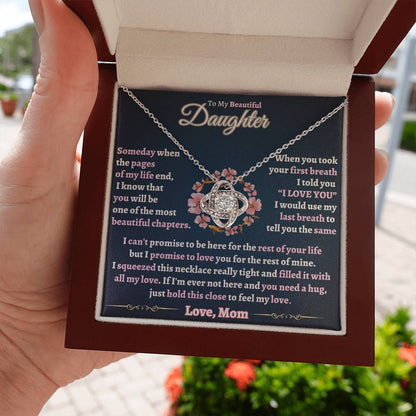 To My Beautiful
Daughter
Someday when
the pages
of my life end,
I know that
you will be
one of the most
beautiful chapters.
When you took
your first breath
I told you
“I LOVE YOU”
I would use my
last breath to
tell you the same
I can't promise to be here for the rest of your life
but I promise to love you for the rest of mine.
I squeezed this necklace really tight and filled it with
all my love. If I'm ever not here and you need a hug,
just hold this close to feel my love.
Love, Mom